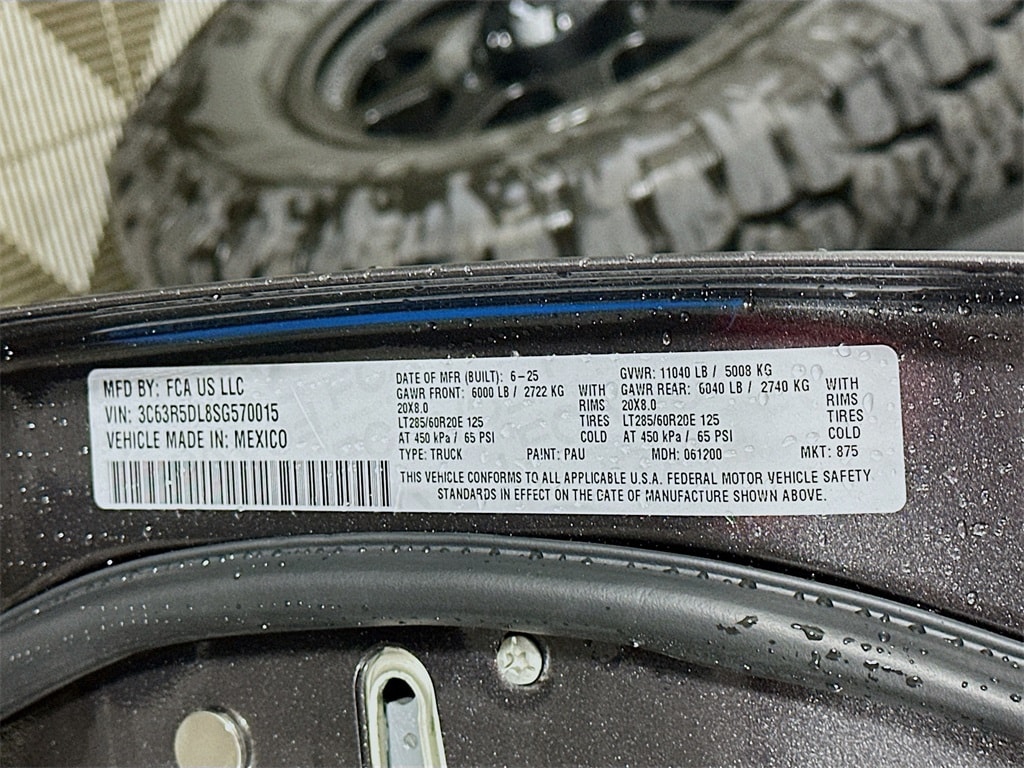 MFD BY: FCA US LLC
VIN: 3C63R5DL8SG570015
VEHICLE MADE IN: MEXICO
DATE OF MFR (BUILT): 6-25 GVWR: 11040 LB / 5008 KG
GAWR FRONT: 6000 LB / 2722 KG WITH GAWR REAR: 6040 LB / 2740 KG WITH
20X8.0 RIMS 20X8.0 RIMS
LT285/60R20E 125 TIRES LT285/60R20E 125 TIRES
AT 450 kPa / 65 PSI COLD AT 450 kPa / 65 PSI COLD
TYPE: TRUCK PAINT: PAU MDH: 061200 MKT: 875
THIS VEHICLE CONFORMS TO ALL APPLICABLE U.S.A. FEDERAL MOTOR VEHICLE SAFETY
STANDARDS IN EFFECT ON THE DATE OF MANUFACTURE SHOWN ABOVE.